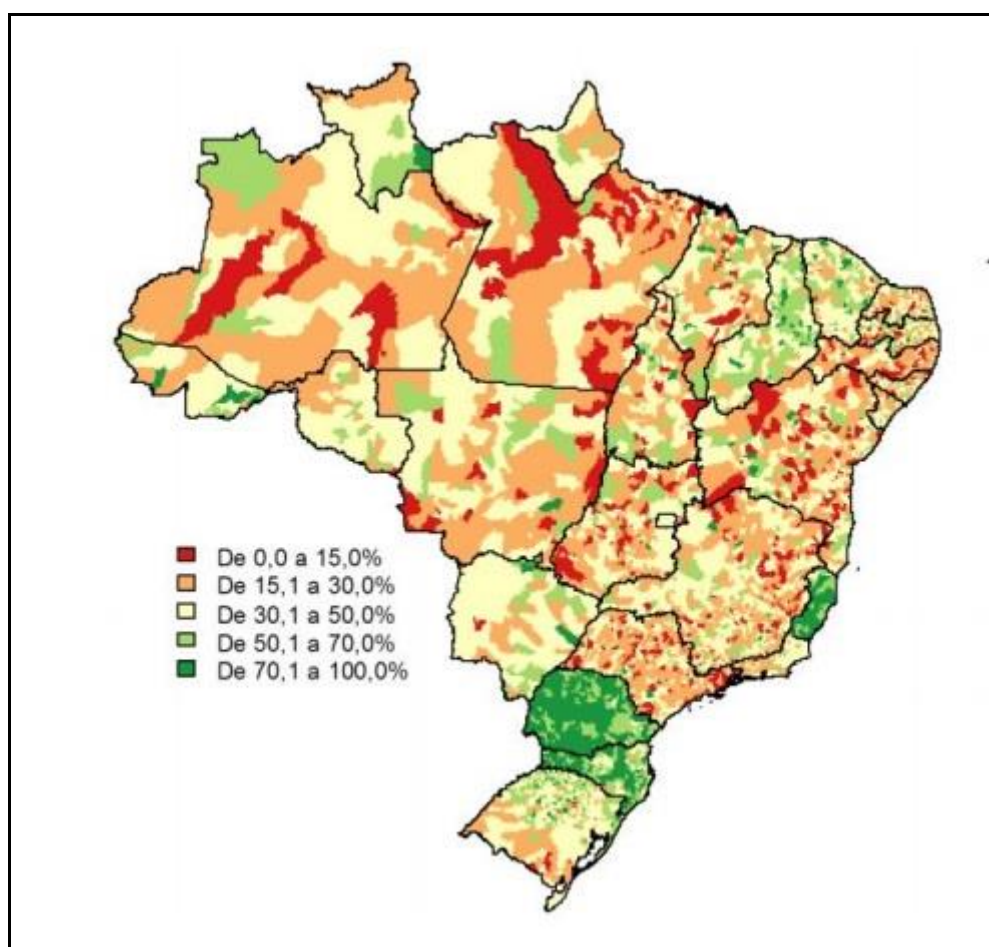 De 0,0 a 15,0%
De 15,1 a 30,0%
De 30,1 a 50,0%
De 50,1 a 70,0%
De 70,1 a 100,0%